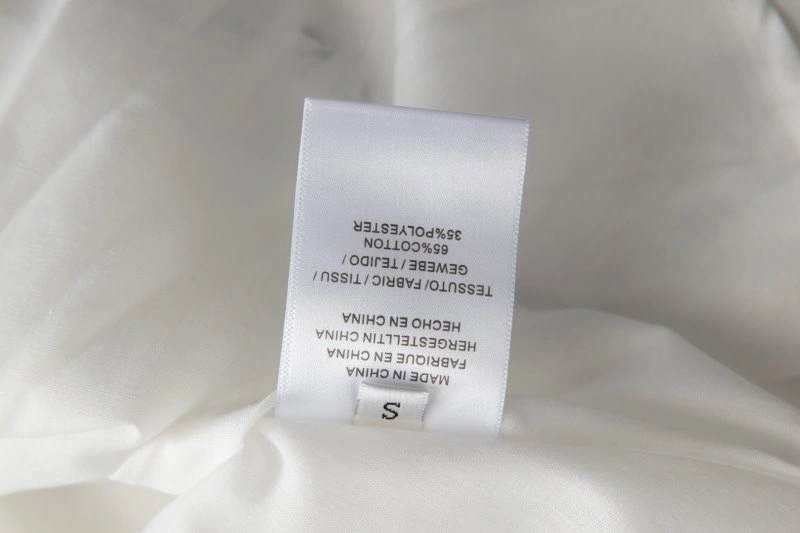 S
MADE IN CHINA
FABRIQUE EN CHINA
HERGESTELLTIN CHINA
HECHO EN CHINA
TESSUTO/FABRIC/TISSU/
GEWEBE/TEJIDO/
65%COTTON
35%POLYESTER